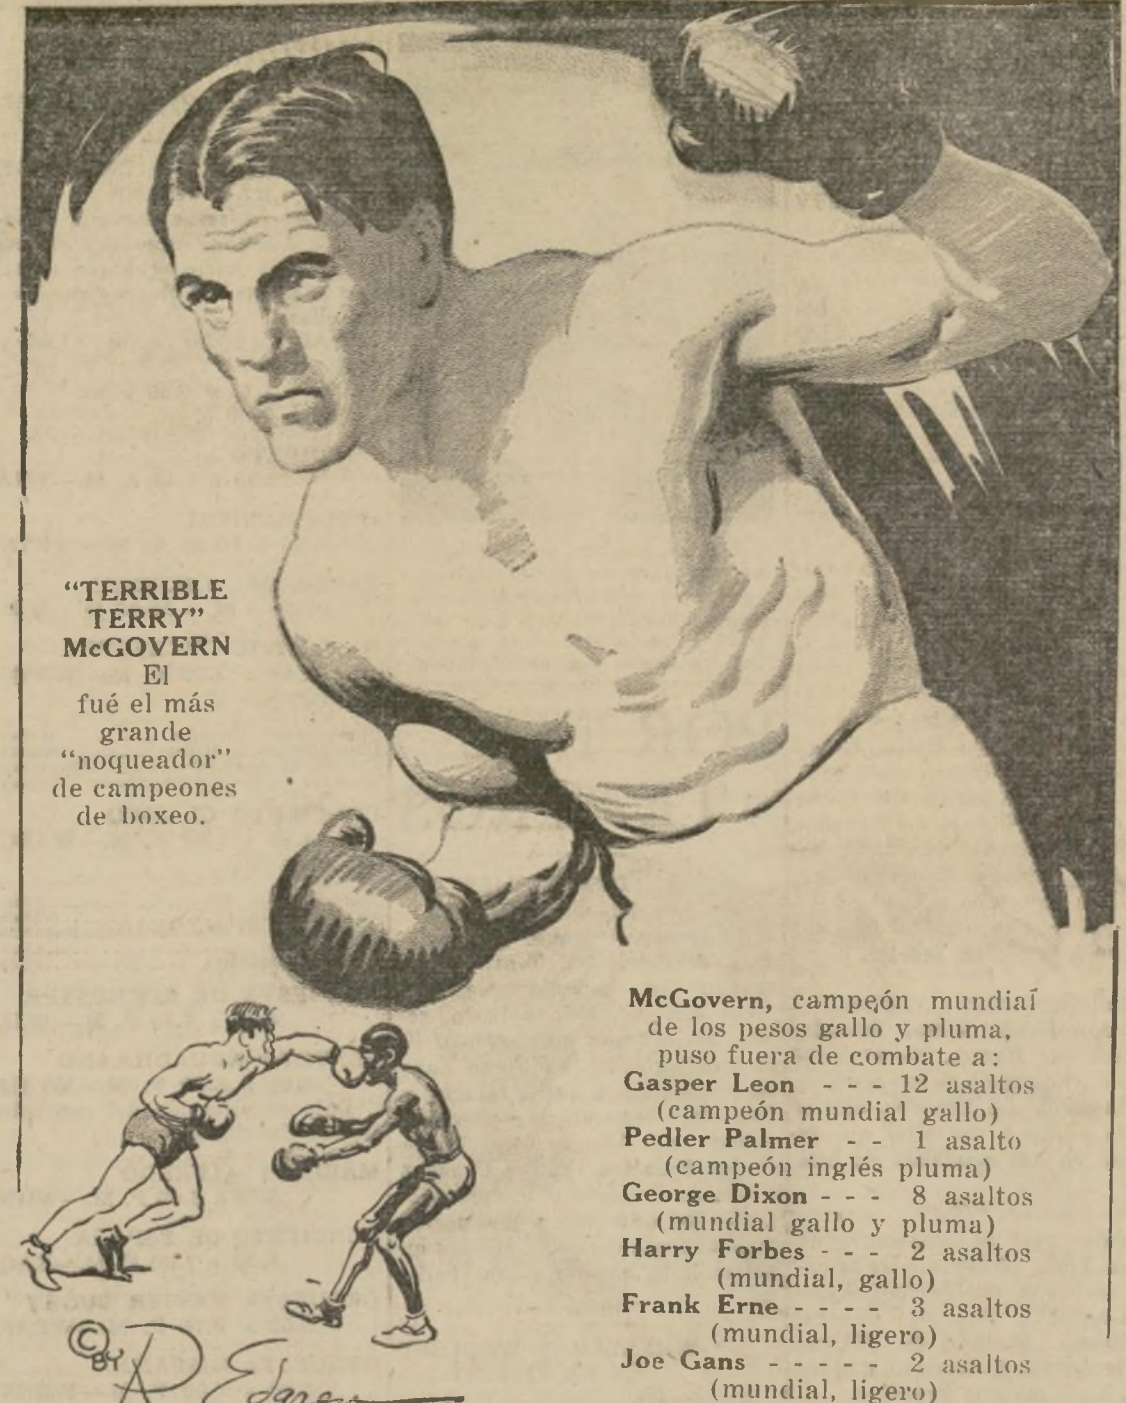 “TERRIBLE
TERRY”
McGOVERN
El
fué el más
grande
“noqueador”
de campeones
de boxeo.
McGovern, campeón mundial
de los pesos gallo y pluma,
puso fuera de combate a:
Gasper Leon - - - 12 asaltos
(campeón mundial gallo)
Pedler Palmer - - 1 asalto
(campeón inglés pluma)
George Dixon - - - 8 asaltos
(mundial gallo y pluma)
Harry Forbes - - - 2 asaltos
(mundial, gallo)
Frank Erne - - - - 3 asaltos
(mundial, ligero)
Joe Gans - - - - - 2 asaltos
(mundial, ligero)
© BY R Edgren